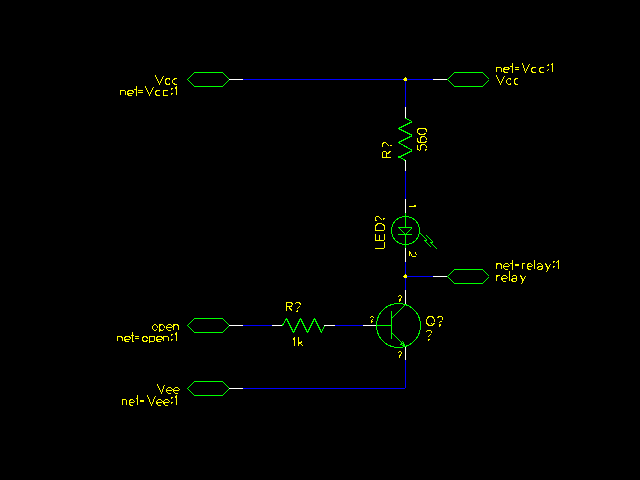 net=Vcc:1
Vcc
Vcc
net=Vcc:1
R?
560
1
LED?
2
net=relay:1
relay
?
R?
?
Q?
?
open
net=open:1
1k
?
Vee
net=Vee:1